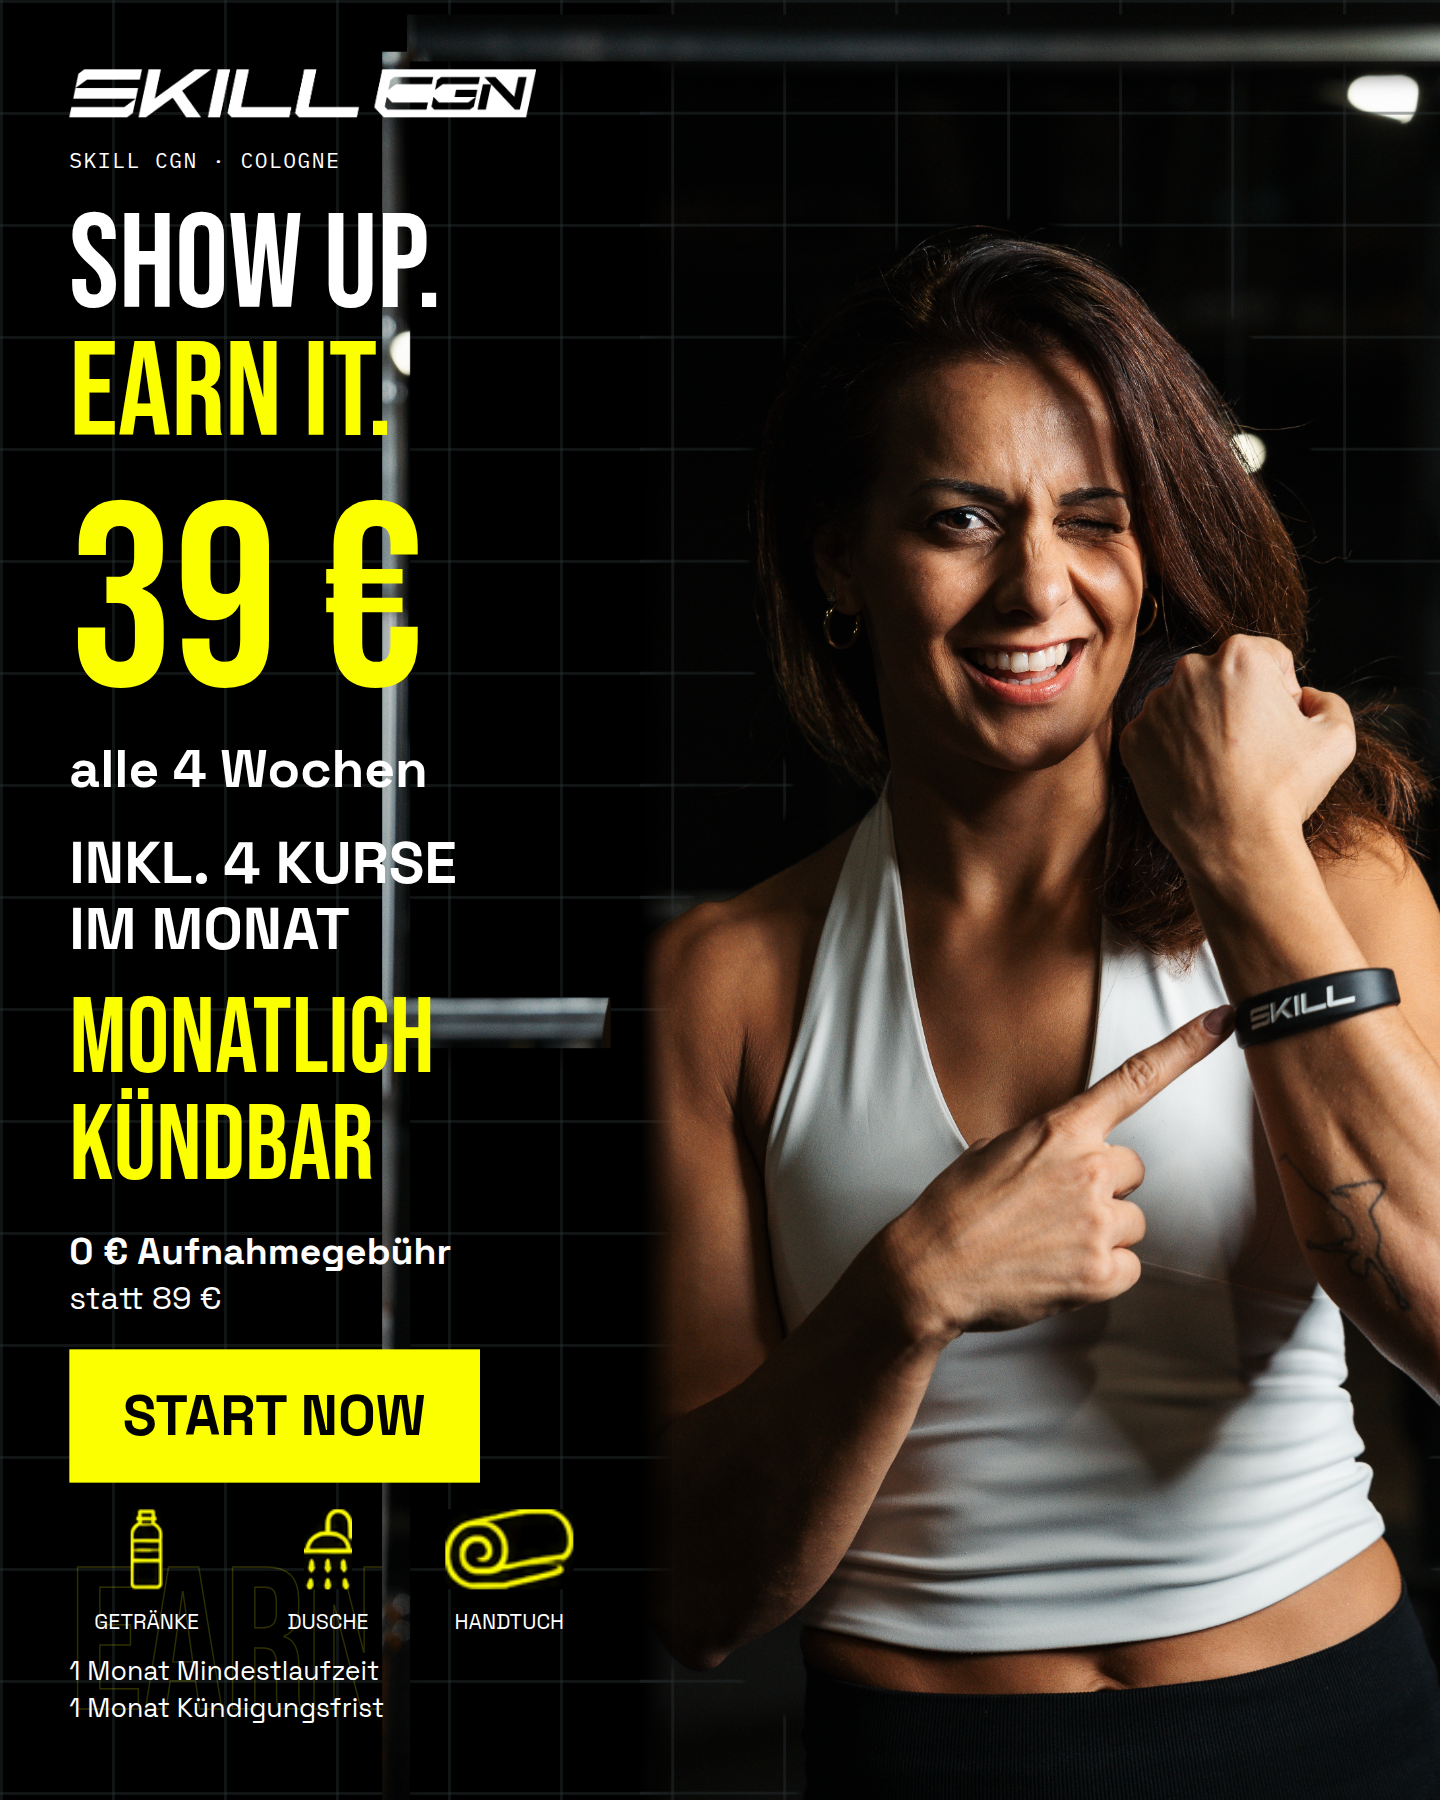 SKILL CGN
SKILL CGN · COLOGNE
SHOW UP.
EARN IT.
39 €
alle 4 Wochen
INKL. 4 KURSE
IM MONAT
MONATLICH
KÜNDBAR
0 € Aufnahmegebühr
statt 89 €
START NOW
GETRÄNKE DUSCHE HANDTUCH
EARN
1 Monat Mindestlaufzeit
1 Monat Kündigungsfrist
SKILL